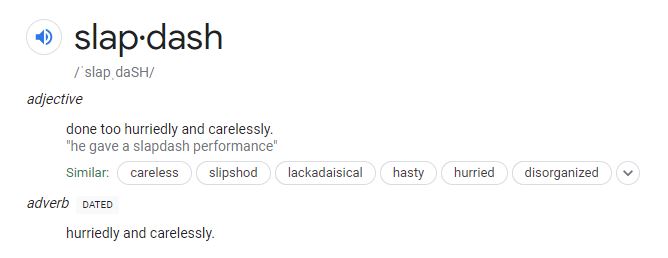 slap·dash
/ˈslapˌdaSH/
adjective
done too hurriedly and carelessly.
"he gave a slapdash performance"
Similar: careless slipshod lackadaisical hasty hurried disorganized
adverb DATED
hurriedly and carelessly.